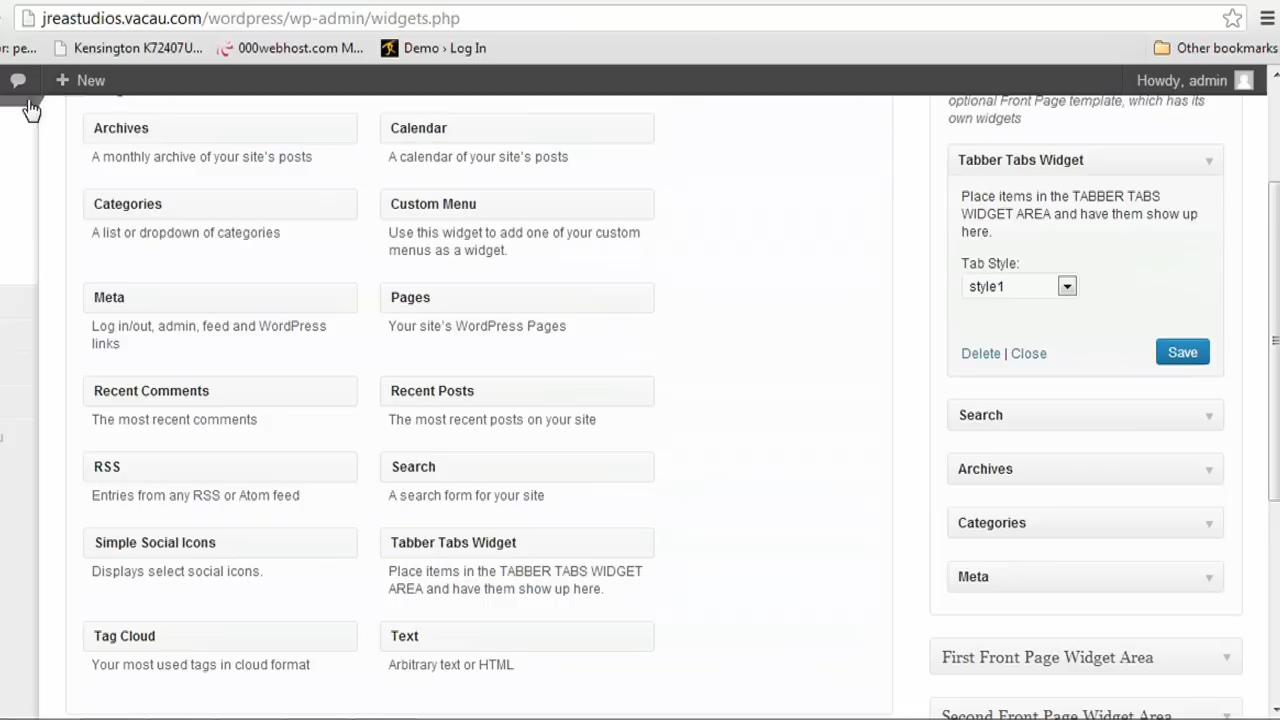 jreastudios.vacau.com/wordpress/wp-admin/widgets.php
or: pe... Kensington K72407U... 000webhost.com M... Demo › Log In Other bookmarks
+ New Howdy, admin
Archives
A monthly archive of your site's posts
Calendar
A calendar of your site's posts
Categories
A list or dropdown of categories
Custom Menu
Use this widget to add one of your custom
menus as a widget.
Meta
Log in/out, admin, feed and WordPress
links
Pages
Your site's WordPress Pages
Recent Comments
The most recent comments
Recent Posts
The most recent posts on your site
RSS
Entries from any RSS or Atom feed
Search
A search form for your site
Simple Social Icons
Displays select social icons.
Tabber Tabs Widget
Place items in the TABBER TABS WIDGET
AREA and have them show up here.
Tag Cloud
Your most used tags in cloud format
Text
Arbitrary text or HTML
optional Front Page template, which has its
own widgets
Tabber Tabs Widget
Place items in the TABBER TABS
WIDGET AREA and have them show up
here.
Tab Style:
style1
Delete | Close Save
Search
Archives
Categories
Meta
First Front Page Widget Area
Second Front Page Widget Area